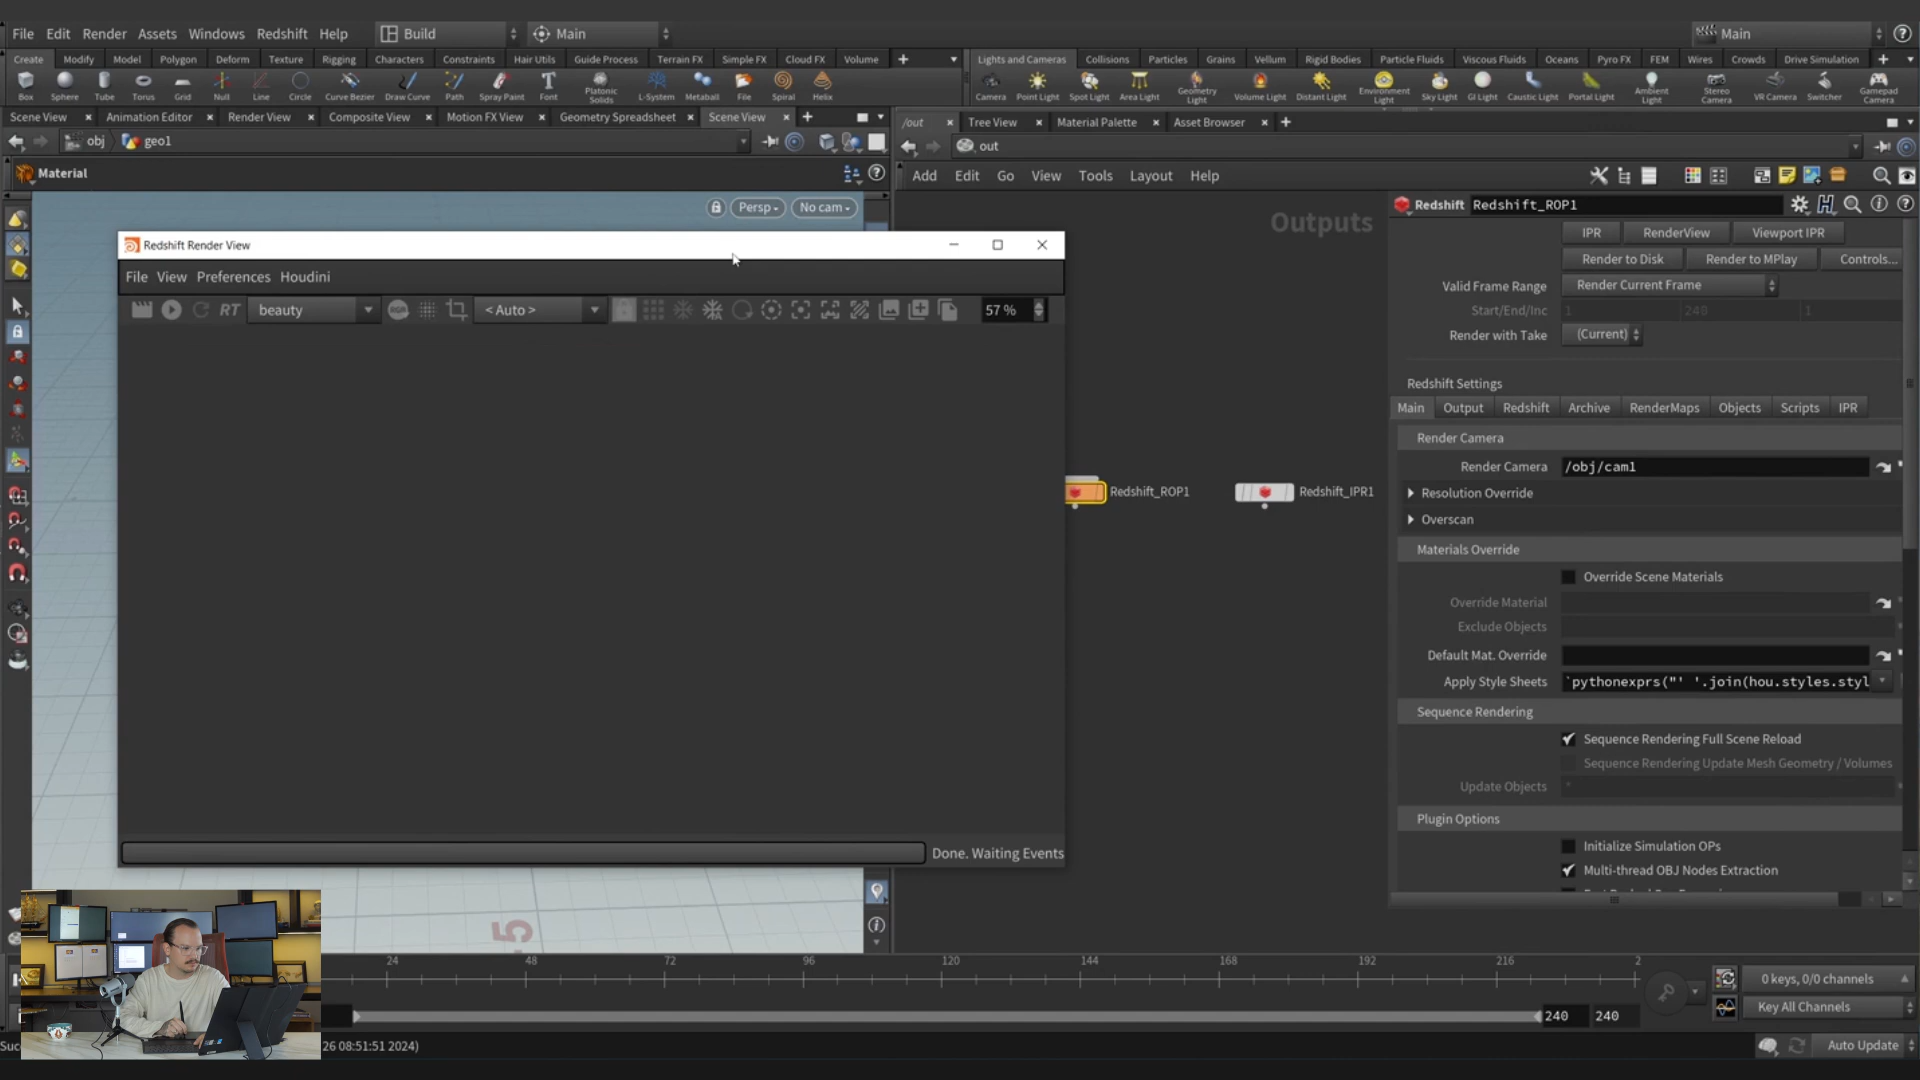 File Edit Render Assets Windows Redshift Help Build Main Main
Create Modify Model Polygon Deform Texture Rigging Characters Constraints Hair Utils Guide Process Terrain FX Simple FX Cloud FX Volume
Lights and Cameras Collisions Particles Grains Vellum Rigid Bodies Particle Fluids Viscous Fluids Oceans Pyro FX FEM Wires Crowds Drive Simulation
Box Sphere Tube Torus Grid Null Line Circle Curve Bezier Draw Curve Path Spray Paint Font Platonic Solids L-System Metaball File Spiral Helix
Camera Point Light Spot Light Area Light Geometry Light Volume Light Distant Light Environment Light Sky Light GI Light Caustic Light Portal Light Ambient Light Stereo Camera VR Camera Switcher Gamepad Camera
Scene View Animation Editor Render View Composite View Motion FX View Geometry Spreadsheet Scene View
/out Tree View Material Palette Asset Browser
obj geo1
out
Material
Add Edit Go View Tools Layout Help
Persp No cam
Outputs
Redshift Redshift_ROP1
Redshift Render View
File View Preferences Houdini
RT beauty < Auto > 57 %
Done. Waiting Events
Redshift_ROP1 Redshift_IPR1
IPR RenderView Viewport IPR
Render to Disk Render to MPlay Controls...
Valid Frame Range Render Current Frame
Start/End/Inc 1 240 1
Render with Take (Current)
Redshift Settings
Main Output Redshift Archive RenderMaps Objects Scripts IPR
Render Camera
Render Camera /obj/cam1
Resolution Override
Overscan
Materials Override
Override Scene Materials
Override Material
Exclude Objects
Default Mat. Override
Apply Style Sheets `pythonexprs("' '.join(hou.styles.styl
Sequence Rendering
Sequence Rendering Full Scene Reload
Sequence Rendering Update Mesh Geometry / Volumes
Update Objects *
Plugin Options
Initialize Simulation OPs
Multi-thread OBJ Nodes Extraction
5
24 48 72 96 120 144 168 192 216 2
0 keys, 0/0 channels
240 240 Key All Channels
Suc 26 08:51:51 2024)
Auto Update